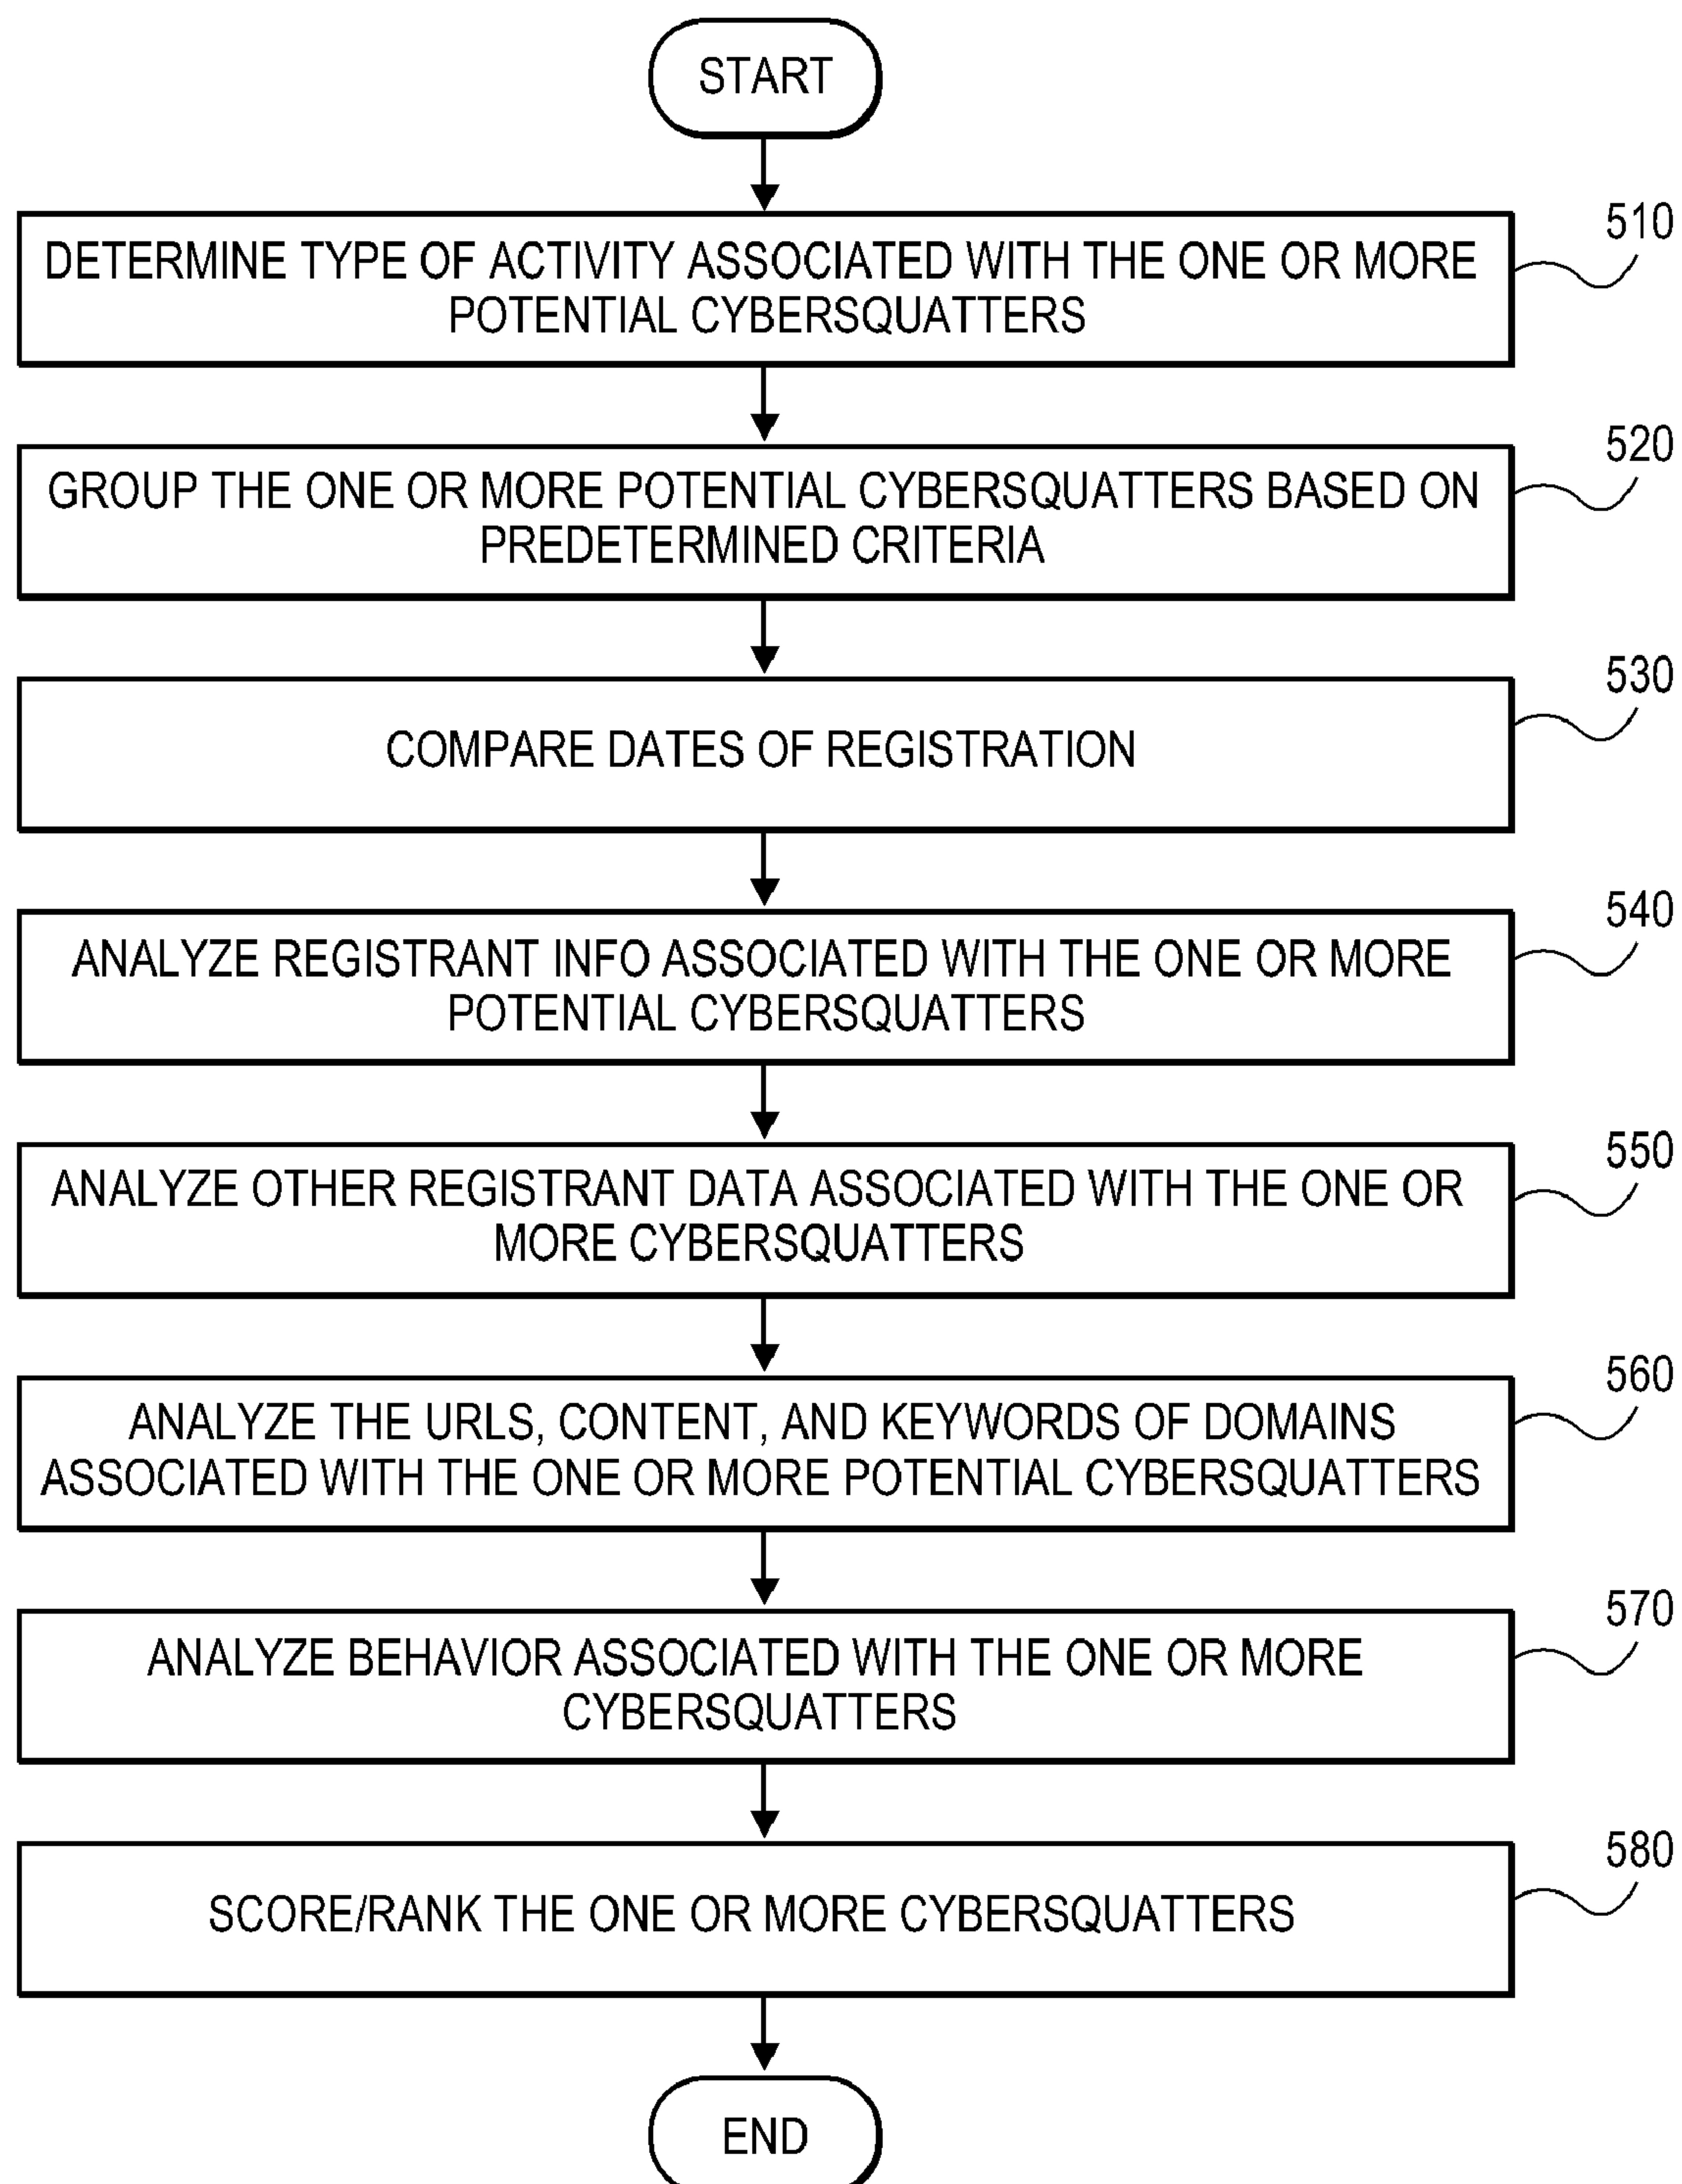 START
510
DETERMINE TYPE OF ACTIVITY ASSOCIATED WITH THE ONE OR MORE
POTENTIAL CYBERSQUATTERS
520
GROUP THE ONE OR MORE POTENTIAL CYBERSQUATTERS BASED ON
PREDETERMINED CRITERIA
530
COMPARE DATES OF REGISTRATION
540
ANALYZE REGISTRANT INFO ASSOCIATED WITH THE ONE OR MORE
POTENTIAL CYBERSQUATTERS
550
ANALYZE OTHER REGISTRANT DATA ASSOCIATED WITH THE ONE OR
MORE CYBERSQUATTERS
560
ANALYZE THE URLS, CONTENT, AND KEYWORDS OF DOMAINS
ASSOCIATED WITH THE ONE OR MORE POTENTIAL CYBERSQUATTERS
570
ANALYZE BEHAVIOR ASSOCIATED WITH THE ONE OR MORE
CYBERSQUATTERS
580
SCORE/RANK THE ONE OR MORE CYBERSQUATTERS
END